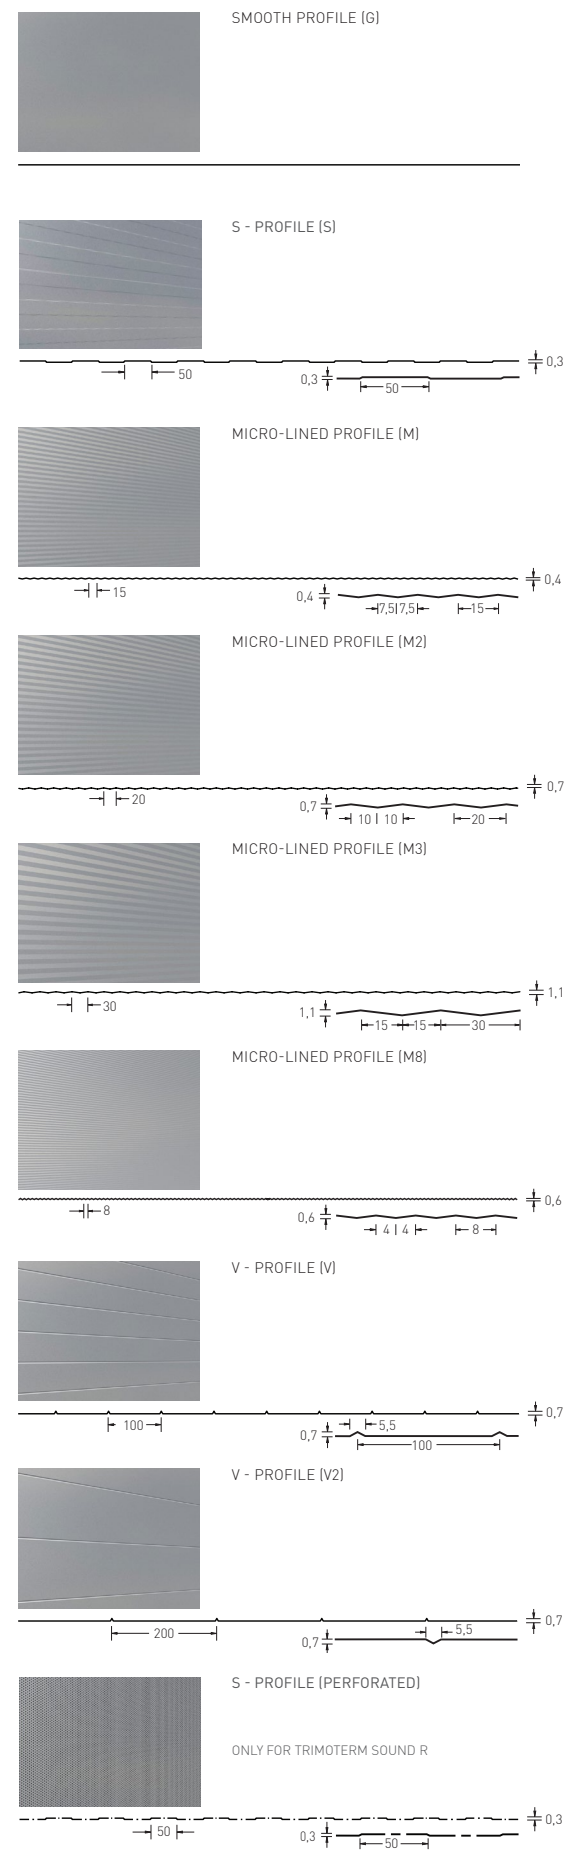 SMOOTH PROFILE (G)
S - PROFILE (S)
0,3
50
0,3
50
MICRO-LINED PROFILE (M)
0,4
15
0,4
7,5 7,5 15
MICRO-LINED PROFILE (M2)
0,7
20
0,7
10 10 20
MICRO-LINED PROFILE (M3)
1,1
30
1,1
15 15 30
MICRO-LINED PROFILE (M8)
0,6
8
0,6
4 4 8
V - PROFILE (V)
0,7
100
5,5
0,7
100
V - PROFILE (V2)
0,7
200
5,5
0,7
S - PROFILE (PERFORATED)
ONLY FOR TRIMOTERM SOUND R
0,3
50
0,3
50